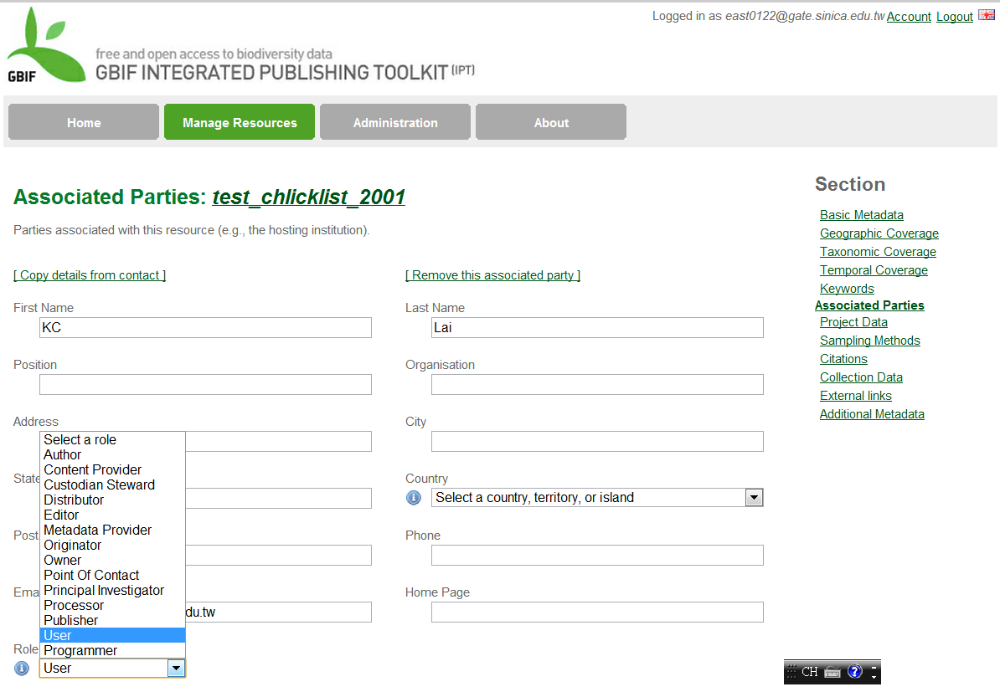 Logged in as east0122@gate.sinica.edu.tw Account Logout
free and open access to biodiversity data
GBIF INTEGRATED PUBLISHING TOOLKIT (IPT)
GBIF
Home Manage Resources Administration About
Associated Parties: test_chlicklist_2001
Parties associated with this resource (e.g., the hosting institution).
[ Copy details from contact ] [ Remove this associated party ]
First Name Last Name
KC Lai
Position Organisation
Address City
Select a role
Author
Content Provider
State Country
Custodian Steward
Select a country, territory, or island
Distributor
Editor
Metadata Provider
Post Phone
Originator
Owner
Point Of Contact
Principal Investigator
Ema Home Page
Processor
du.tw
Publisher
User
Role
Programmer
User
Section
Basic Metadata
Geographic Coverage
Taxonomic Coverage
Temporal Coverage
Keywords
Associated Parties
Project Data
Sampling Methods
Citations
Collection Data
External links
Additional Metadata
CH